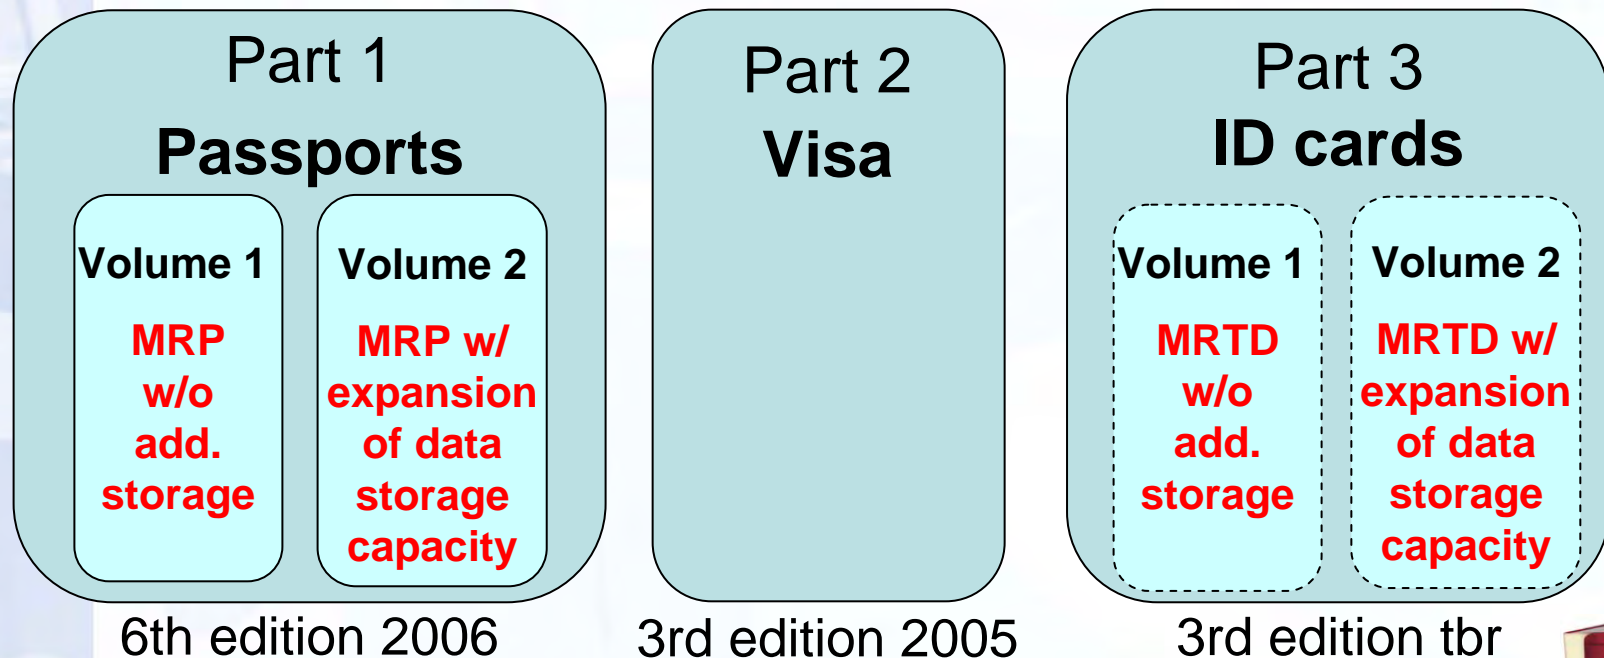 Part 1
Passports
Volume 1
MRP
w/o
add.
storage
Volume 2
MRP w/
expansion
of data
storage
capacity
6th edition 2006
Part 2
Visa
3rd edition 2005
Part 3
ID cards
Volume 1
MRTD
w/o
add.
storage
Volume 2
MRTD w/
expansion
of data
storage
capacity
3rd edition tbr